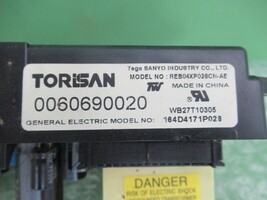 Tego SANYO INDUSTRY CO., LTD.
TORiSAN
MODEL NO.: REB04XP028CN-AE
MADE IN CHINA
0060690020
WB27T10305
GENERAL ELECTRIC MODEL NO.: 164D4171P028
DANGER
RISK OF ELECTRIC SHOCK